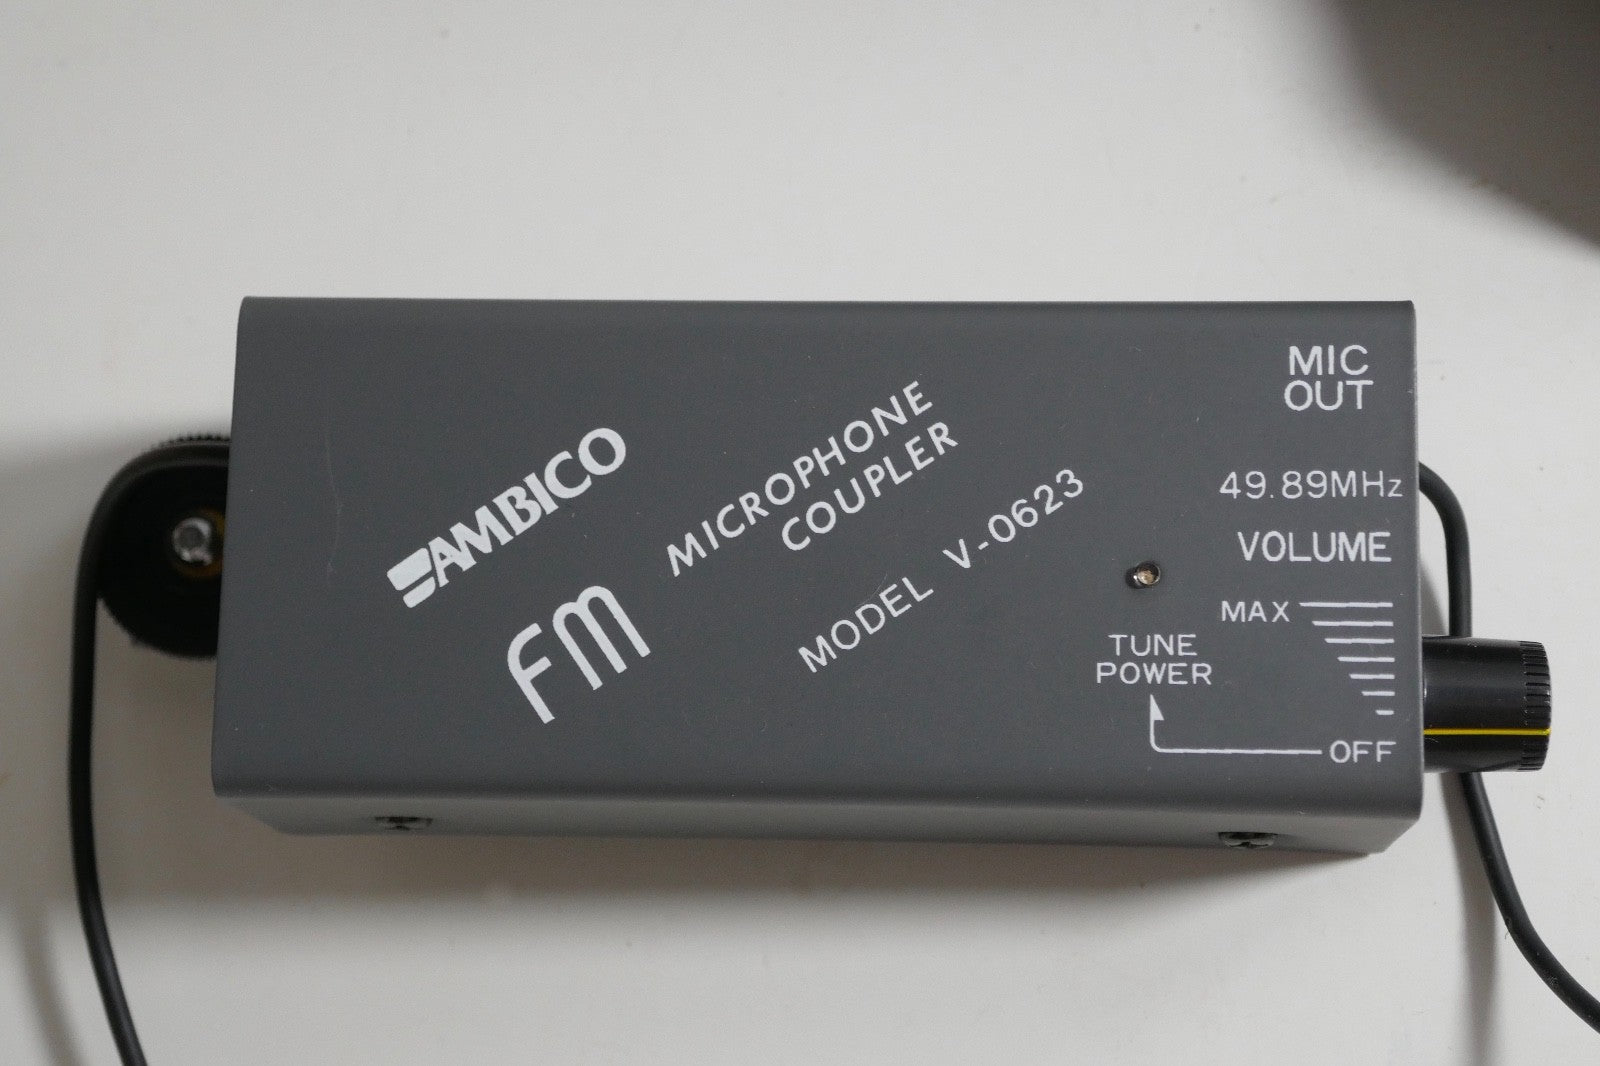 AMBICO
FM
MICROPHONE
COUPLER
MODEL V-0623
MIC
OUT
49.89MHz
VOLUME
MAX
TUNE
POWER
OFF